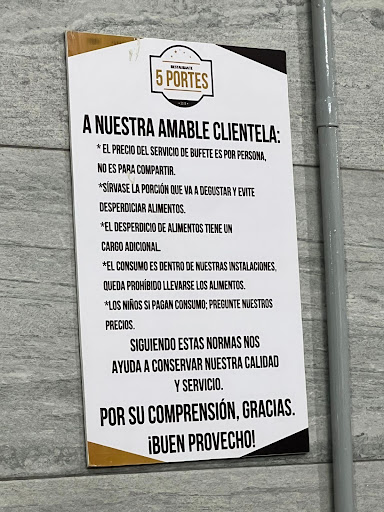 RESTAURANTE
5 PORTES
A NUESTRA AMABLE CLIENTELA:
* EL PRECIO DEL SERVICIO DE BUFETE ES POR PERSONA,
NO ES PARA COMPARTIR.
*SÍRVASE LA PORCIÓN QUE VA A DEGUSTAR Y EVITE
DESPERDICIAR ALIMENTOS.
*EL DESPERDICIO DE ALIMENTOS TIENE UN
CARGO ADICIONAL.
*EL CONSUMO ES DENTRO DE NUESTRAS INSTALACIONES,
QUEDA PROHÍBIDO LLEVARSE LOS ALIMENTOS.
*LOS NIÑOS SI PAGAN CONSUMO; PREGUNTE NUESTROS
PRECIOS.
SIGUIENDO ESTAS NORMAS NOS
AYUDA A CONSERVAR NUESTRA CALIDAD
Y SERVICIO.
POR SU COMPRENSIÓN, GRACIAS.
¡BUEN PROVECHO!